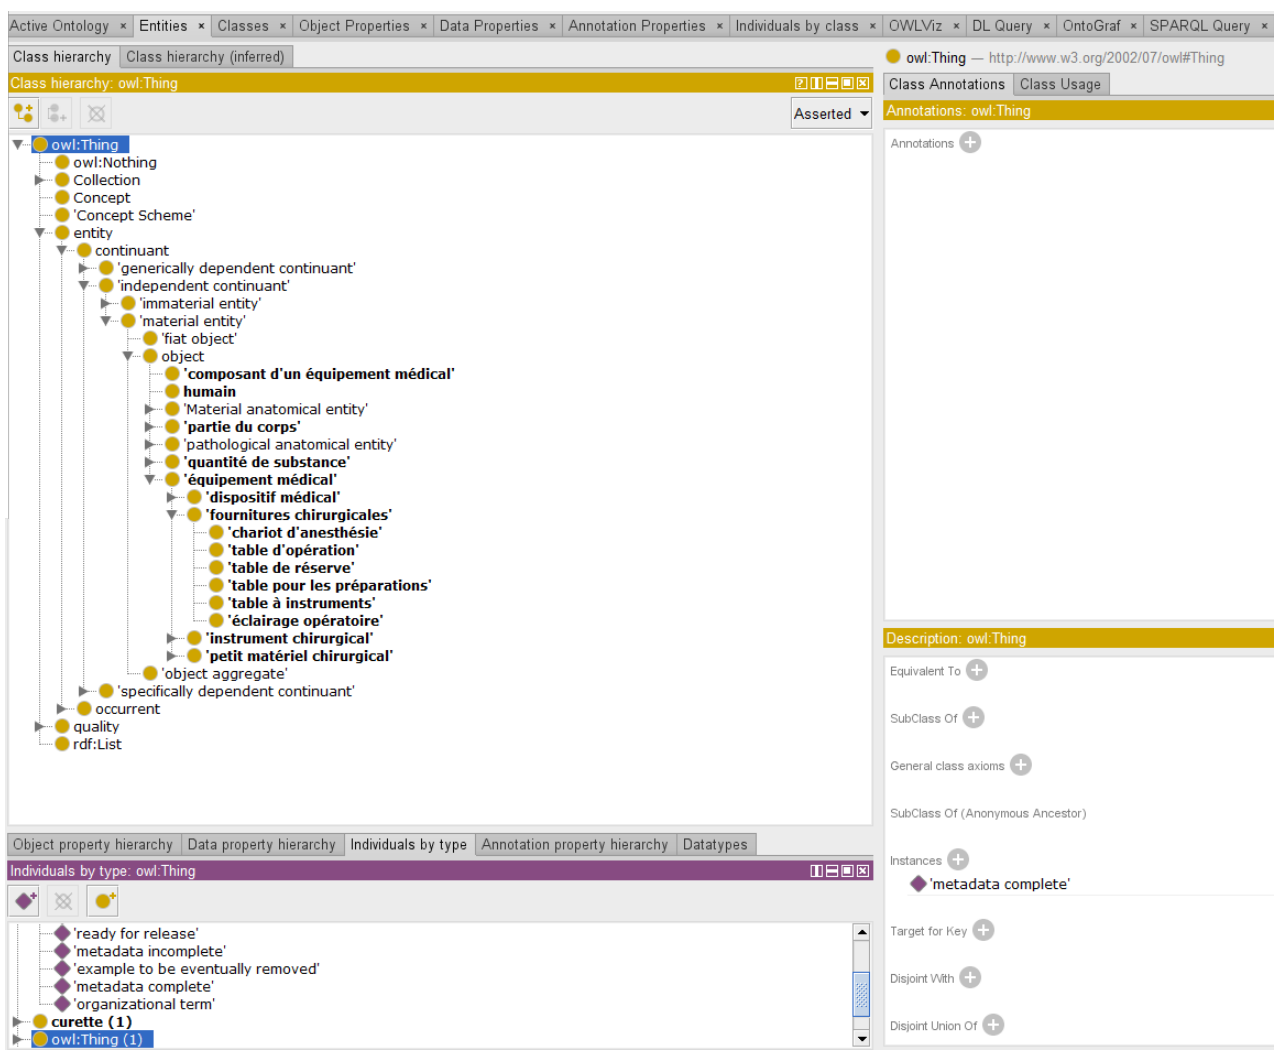 Active Ontology × Entities × Classes × Object Properties × Data Properties × Annotation Properties × Individuals by class × OWLViz × DL Query × OntoGraf × SPARQL Query ×
Class hierarchy Class hierarchy (inferred)
Class hierarchy: owl:Thing
Asserted
owl:Thing
owl:Nothing
Collection
Concept
'Concept Scheme'
entity
continuant
'generically dependent continuant'
'independent continuant'
'immaterial entity'
'material entity'
'fiat object'
object
'composant d'un équipement médical'
humain
'Material anatomical entity'
'partie du corps'
'pathological anatomical entity'
'quantité de substance'
'équipement médical'
'dispositif médical'
'fournitures chirurgicales'
'chariot d'anesthésie'
'table d'opération'
'table de réserve'
'table pour les préparations'
'table à instruments'
'éclairage opératoire'
'instrument chirurgical'
'petit matériel chirurgical'
'object aggregate'
'specifically dependent continuant'
occurrent
quality
rdf:List
Object property hierarchy Data property hierarchy Individuals by type Annotation property hierarchy Datatypes
Individuals by type: owl:Thing
'ready for release'
'metadata incomplete'
'example to be eventually removed'
'metadata complete'
'organizational term'
curette (1)
owl:Thing (1)
owl:Thing — http://www.w3.org/2002/07/owl#Thing
Class Annotations Class Usage
Annotations: owl:Thing
Annotations
Description: owl:Thing
Equivalent To
SubClass Of
General class axioms
SubClass Of (Anonymous Ancestor)
Instances
'metadata complete'
Target for Key
Disjoint With
Disjoint Union Of